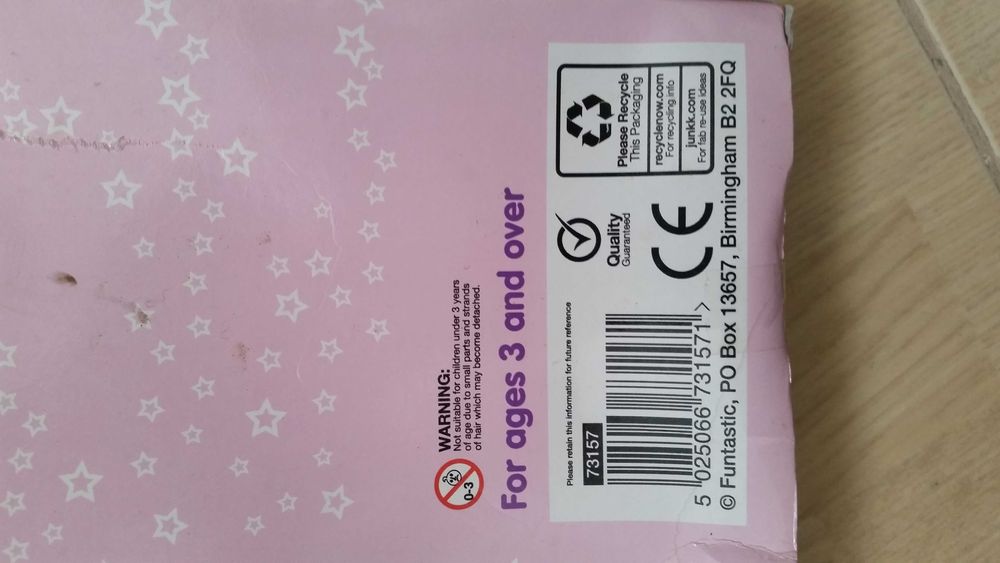 WARNING:
Not suitable for children under 3 years
of age due to small parts and strands
of hair which may become detached.
0-3
For ages 3 and over
Please retain this information for future reference
73157
5 025066 731571 >
Quality
Guaranteed
CE
Please Recycle
This Packaging
recyclenow.com
For recycling info
junkk.com
For fab re-use ideas
© Funtastic, PO Box 13657, Birmingham B2 2FQ